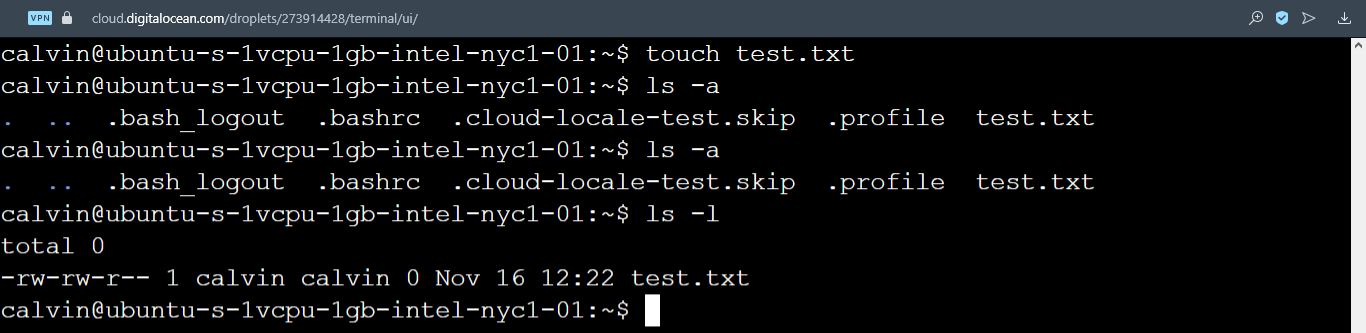 VPN cloud.digitalocean.com/droplets/273914428/terminal/ui/
calvin@ubuntu-s-1vcpu-1gb-intel-nyc1-01:~$ touch test.txt
calvin@ubuntu-s-1vcpu-1gb-intel-nyc1-01:~$ ls -a
.  ..  .bash_logout  .bashrc  .cloud-locale-test.skip  .profile  test.txt
calvin@ubuntu-s-1vcpu-1gb-intel-nyc1-01:~$ ls -a
.  ..  .bash_logout  .bashrc  .cloud-locale-test.skip  .profile  test.txt
calvin@ubuntu-s-1vcpu-1gb-intel-nyc1-01:~$ ls -l
total 0
-rw-rw-r-- 1 calvin calvin 0 Nov 16 12:22 test.txt
calvin@ubuntu-s-1vcpu-1gb-intel-nyc1-01:~$